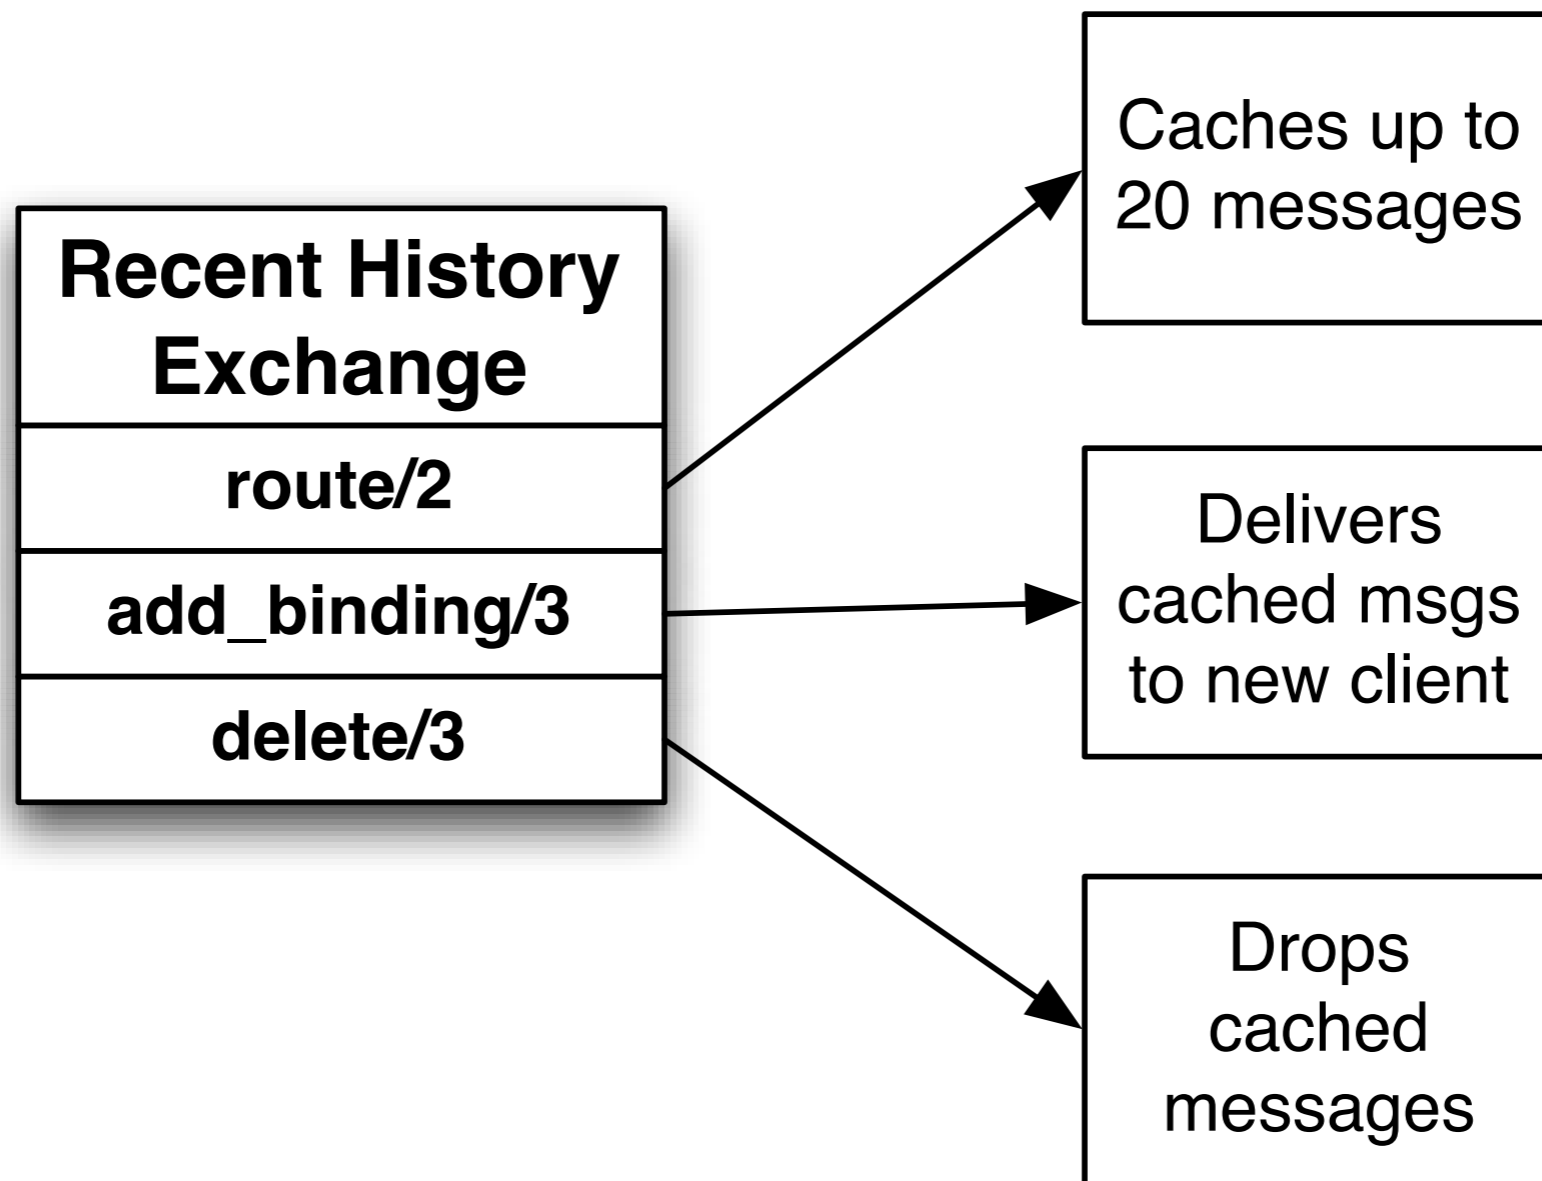 Recent History
Exchange
route/2
add_binding/3
delete/3
Caches up to
20 messages
Delivers
cached msgs
to new client
Drops
cached
messages